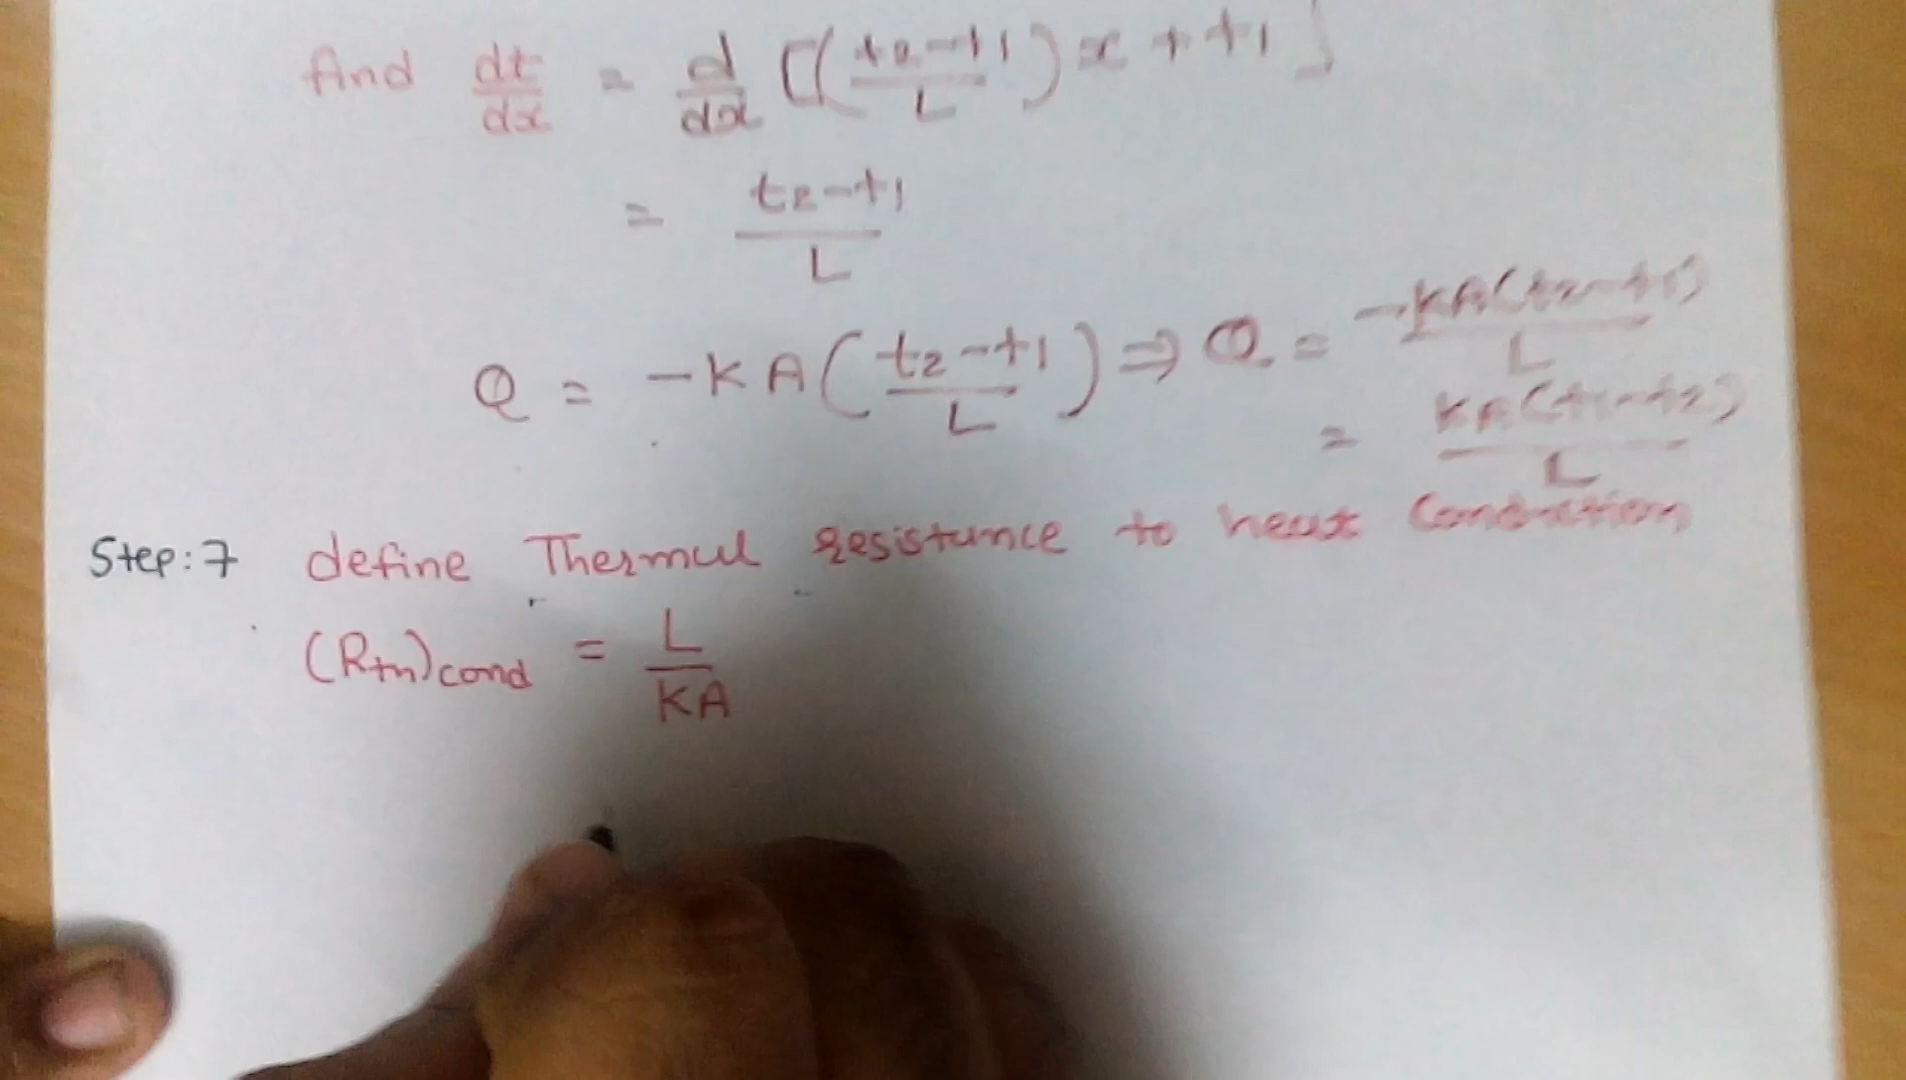 find dt/dx = d/dx [((t2-t1)/L)x + t1]
= (t2-t1)/L
Q = -KA((t2-t1)/L) ⇒ Q = -KA(t2-t1)/L
= KA(t1-t2)/L
Step:7 define Thermal resistance to heat Conduction
(Rth)cond = L/KA